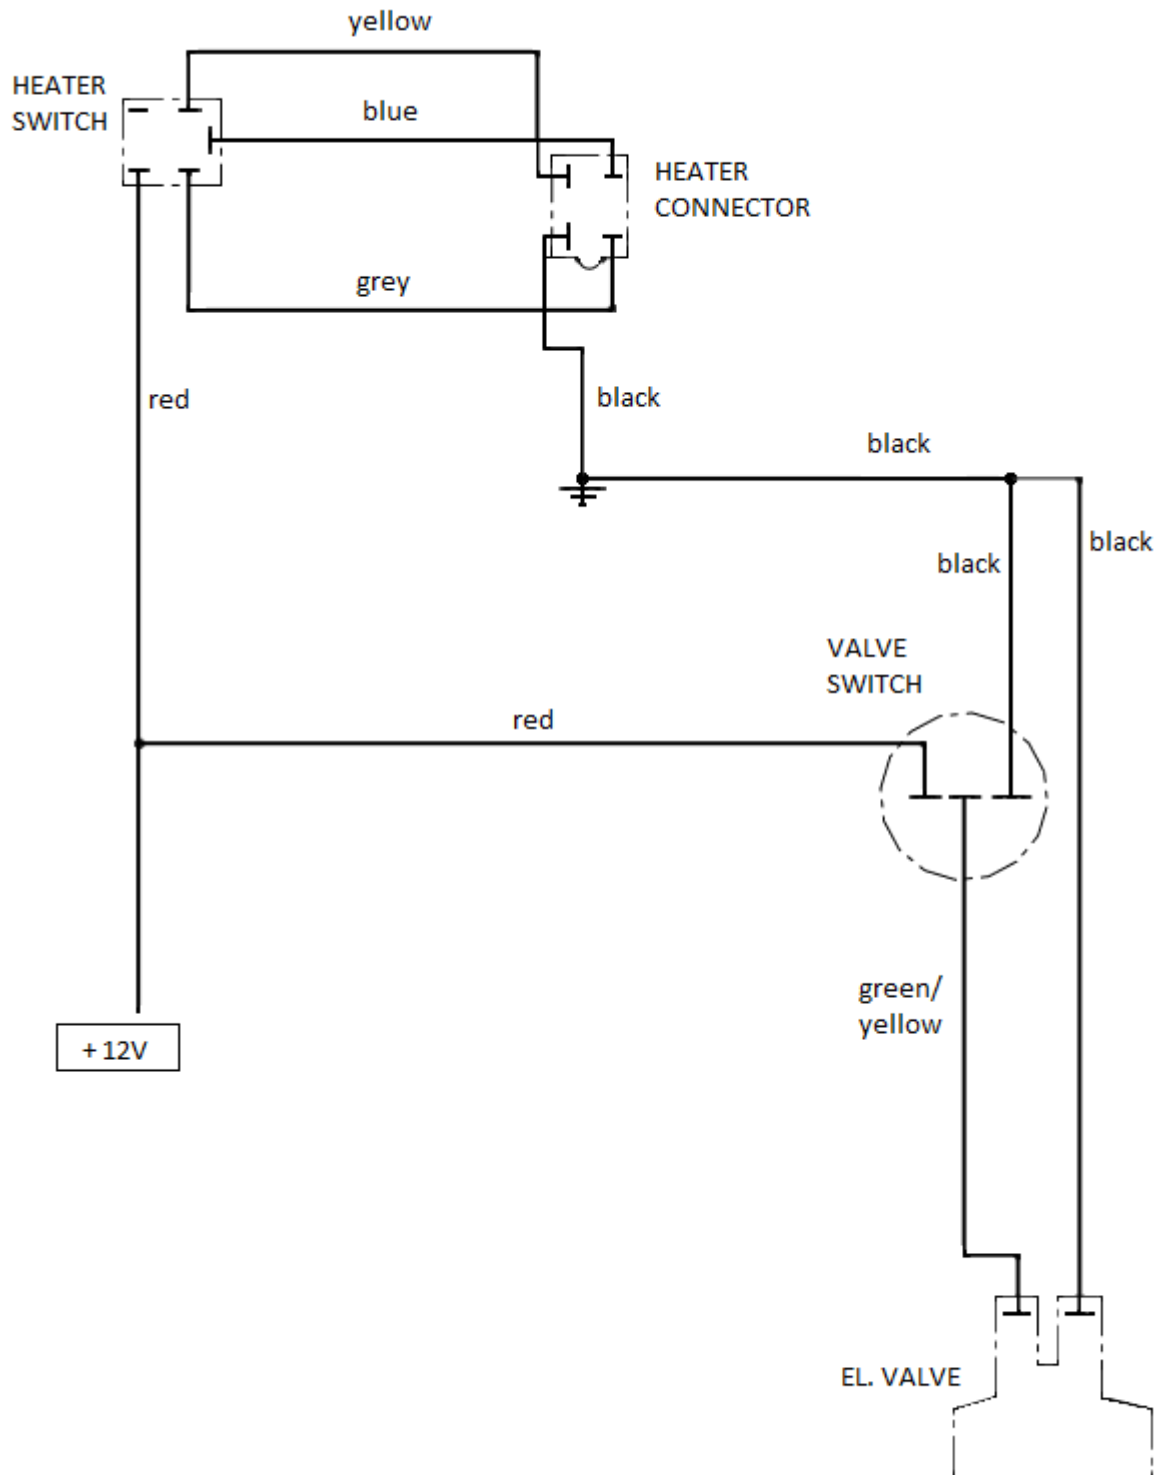 yellow
HEATER
SWITCH
blue
HEATER
CONNECTOR
grey
red
black
black
black
black
VALVE
SWITCH
red
green/
yellow
+ 12V
EL. VALVE